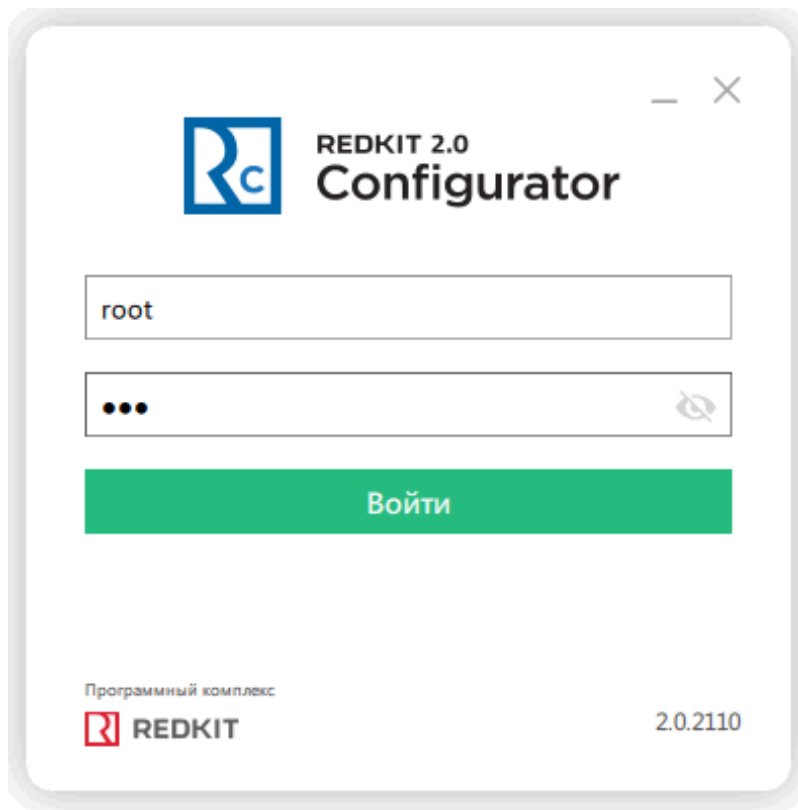 Rc
REDKIT 2.0
Configurator
root
•••
Войти
Программный комплекс
REDKIT
2.0.2110